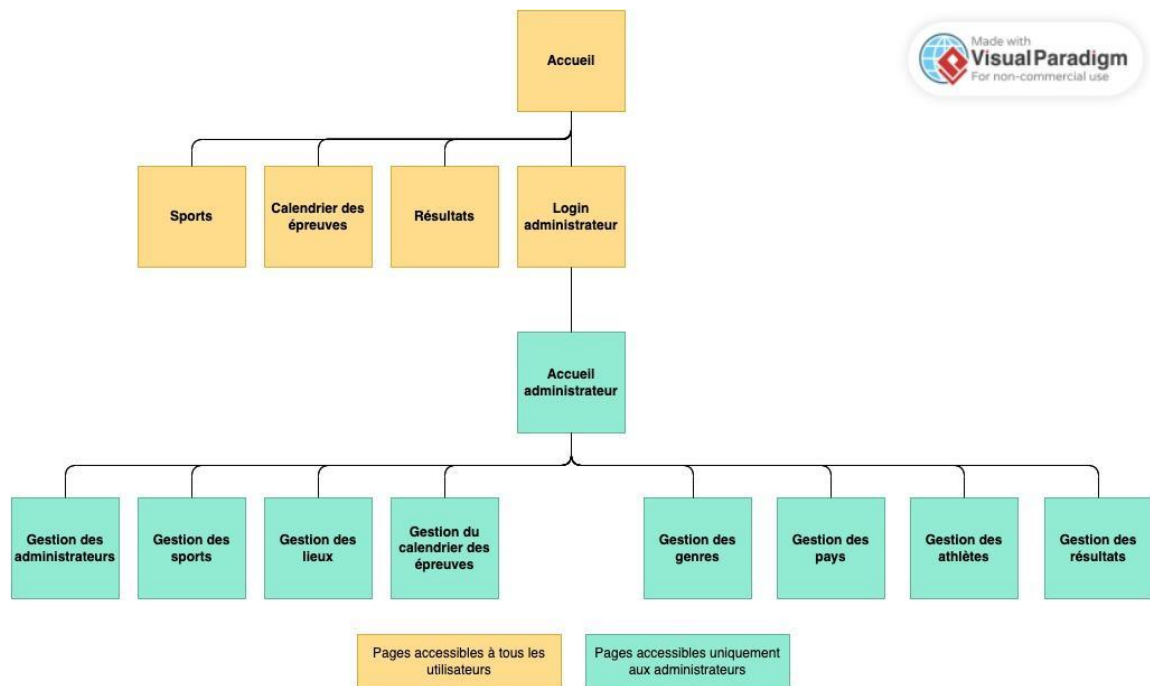 Made with
Visual Paradigm
For non-commercial use
Accueil
Sports
Calendrier des
épreuves
Résultats
Login
administrateur
Accueil
administrateur
Gestion des
administrateurs
Gestion des
sports
Gestion des
lieux
Gestion du
calendrier des
épreuves
Gestion des
genres
Gestion des
pays
Gestion des
athlètes
Gestion des
résultats
Pages accessibles à tous les
utilisateurs
Pages accessibles uniquement
aux administrateurs